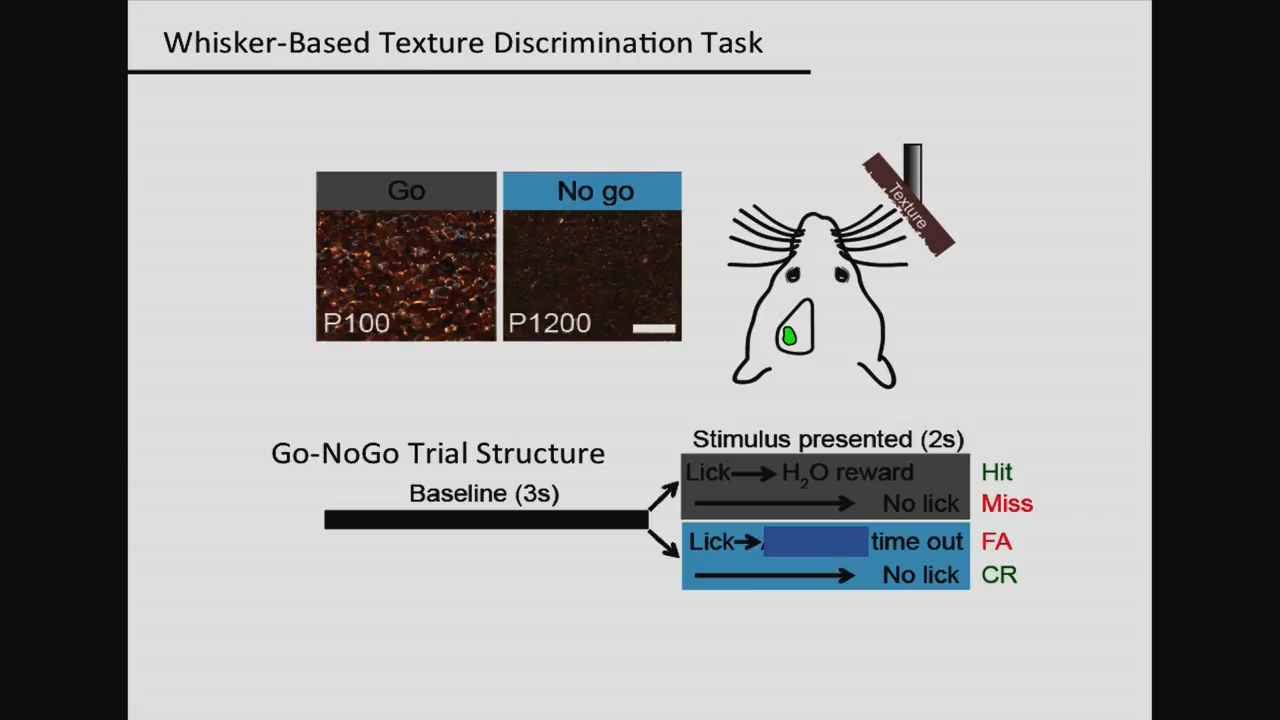 Whisker-Based Texture Discrimination Task
Go
No go
P100
P1200
Texture
Go-NoGo Trial Structure
Baseline (3s)
Stimulus presented (2s)
Lick → H₂O reward Hit
→ No lick Miss
Lick → time out FA
→ No lick CR